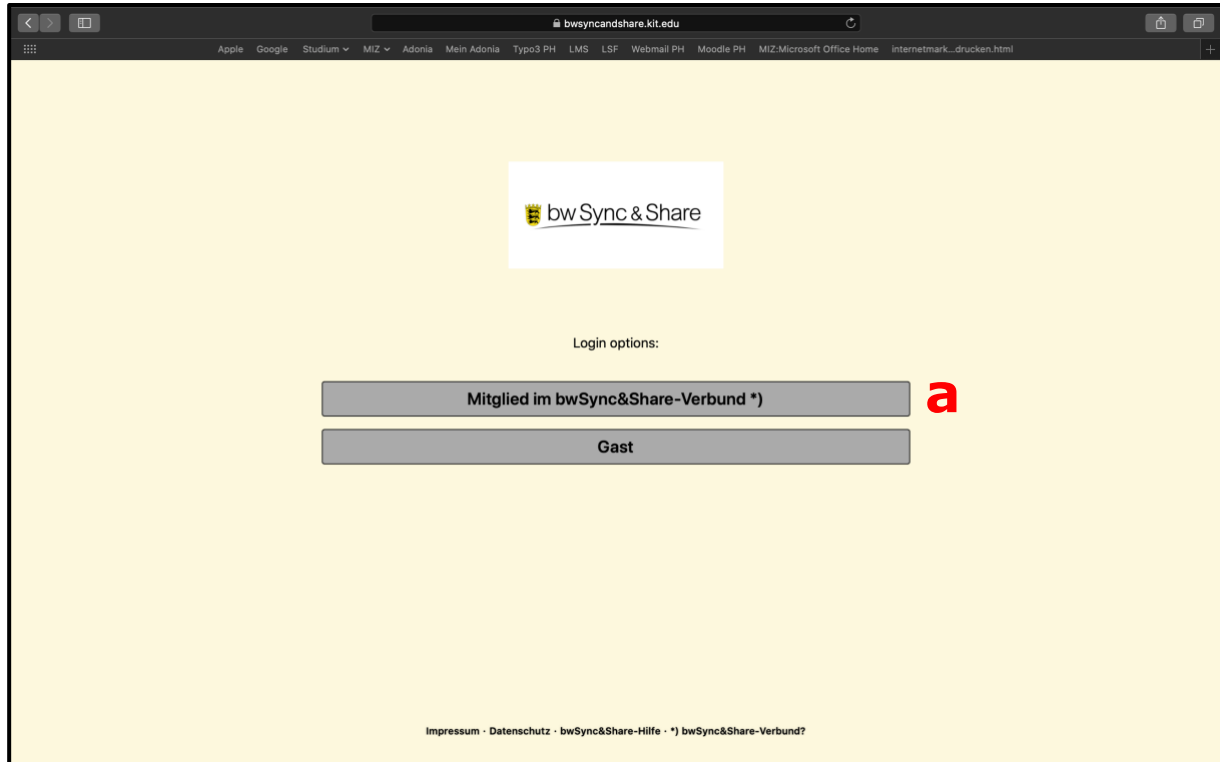 bwsyncandshare.kit.edu
Apple Google Studium MIZ Adonia Mein Adonia Typo3 PH LMS LSF Webmail PH Moodle PH MIZ:Microsoft Office Home internetmark...drucken.html
bw Sync & Share
Login options:
Mitglied im bwSync&Share-Verbund *)
a
Gast
Impressum · Datenschutz · bwSync&Share-Hilfe · *) bwSync&Share-Verbund?